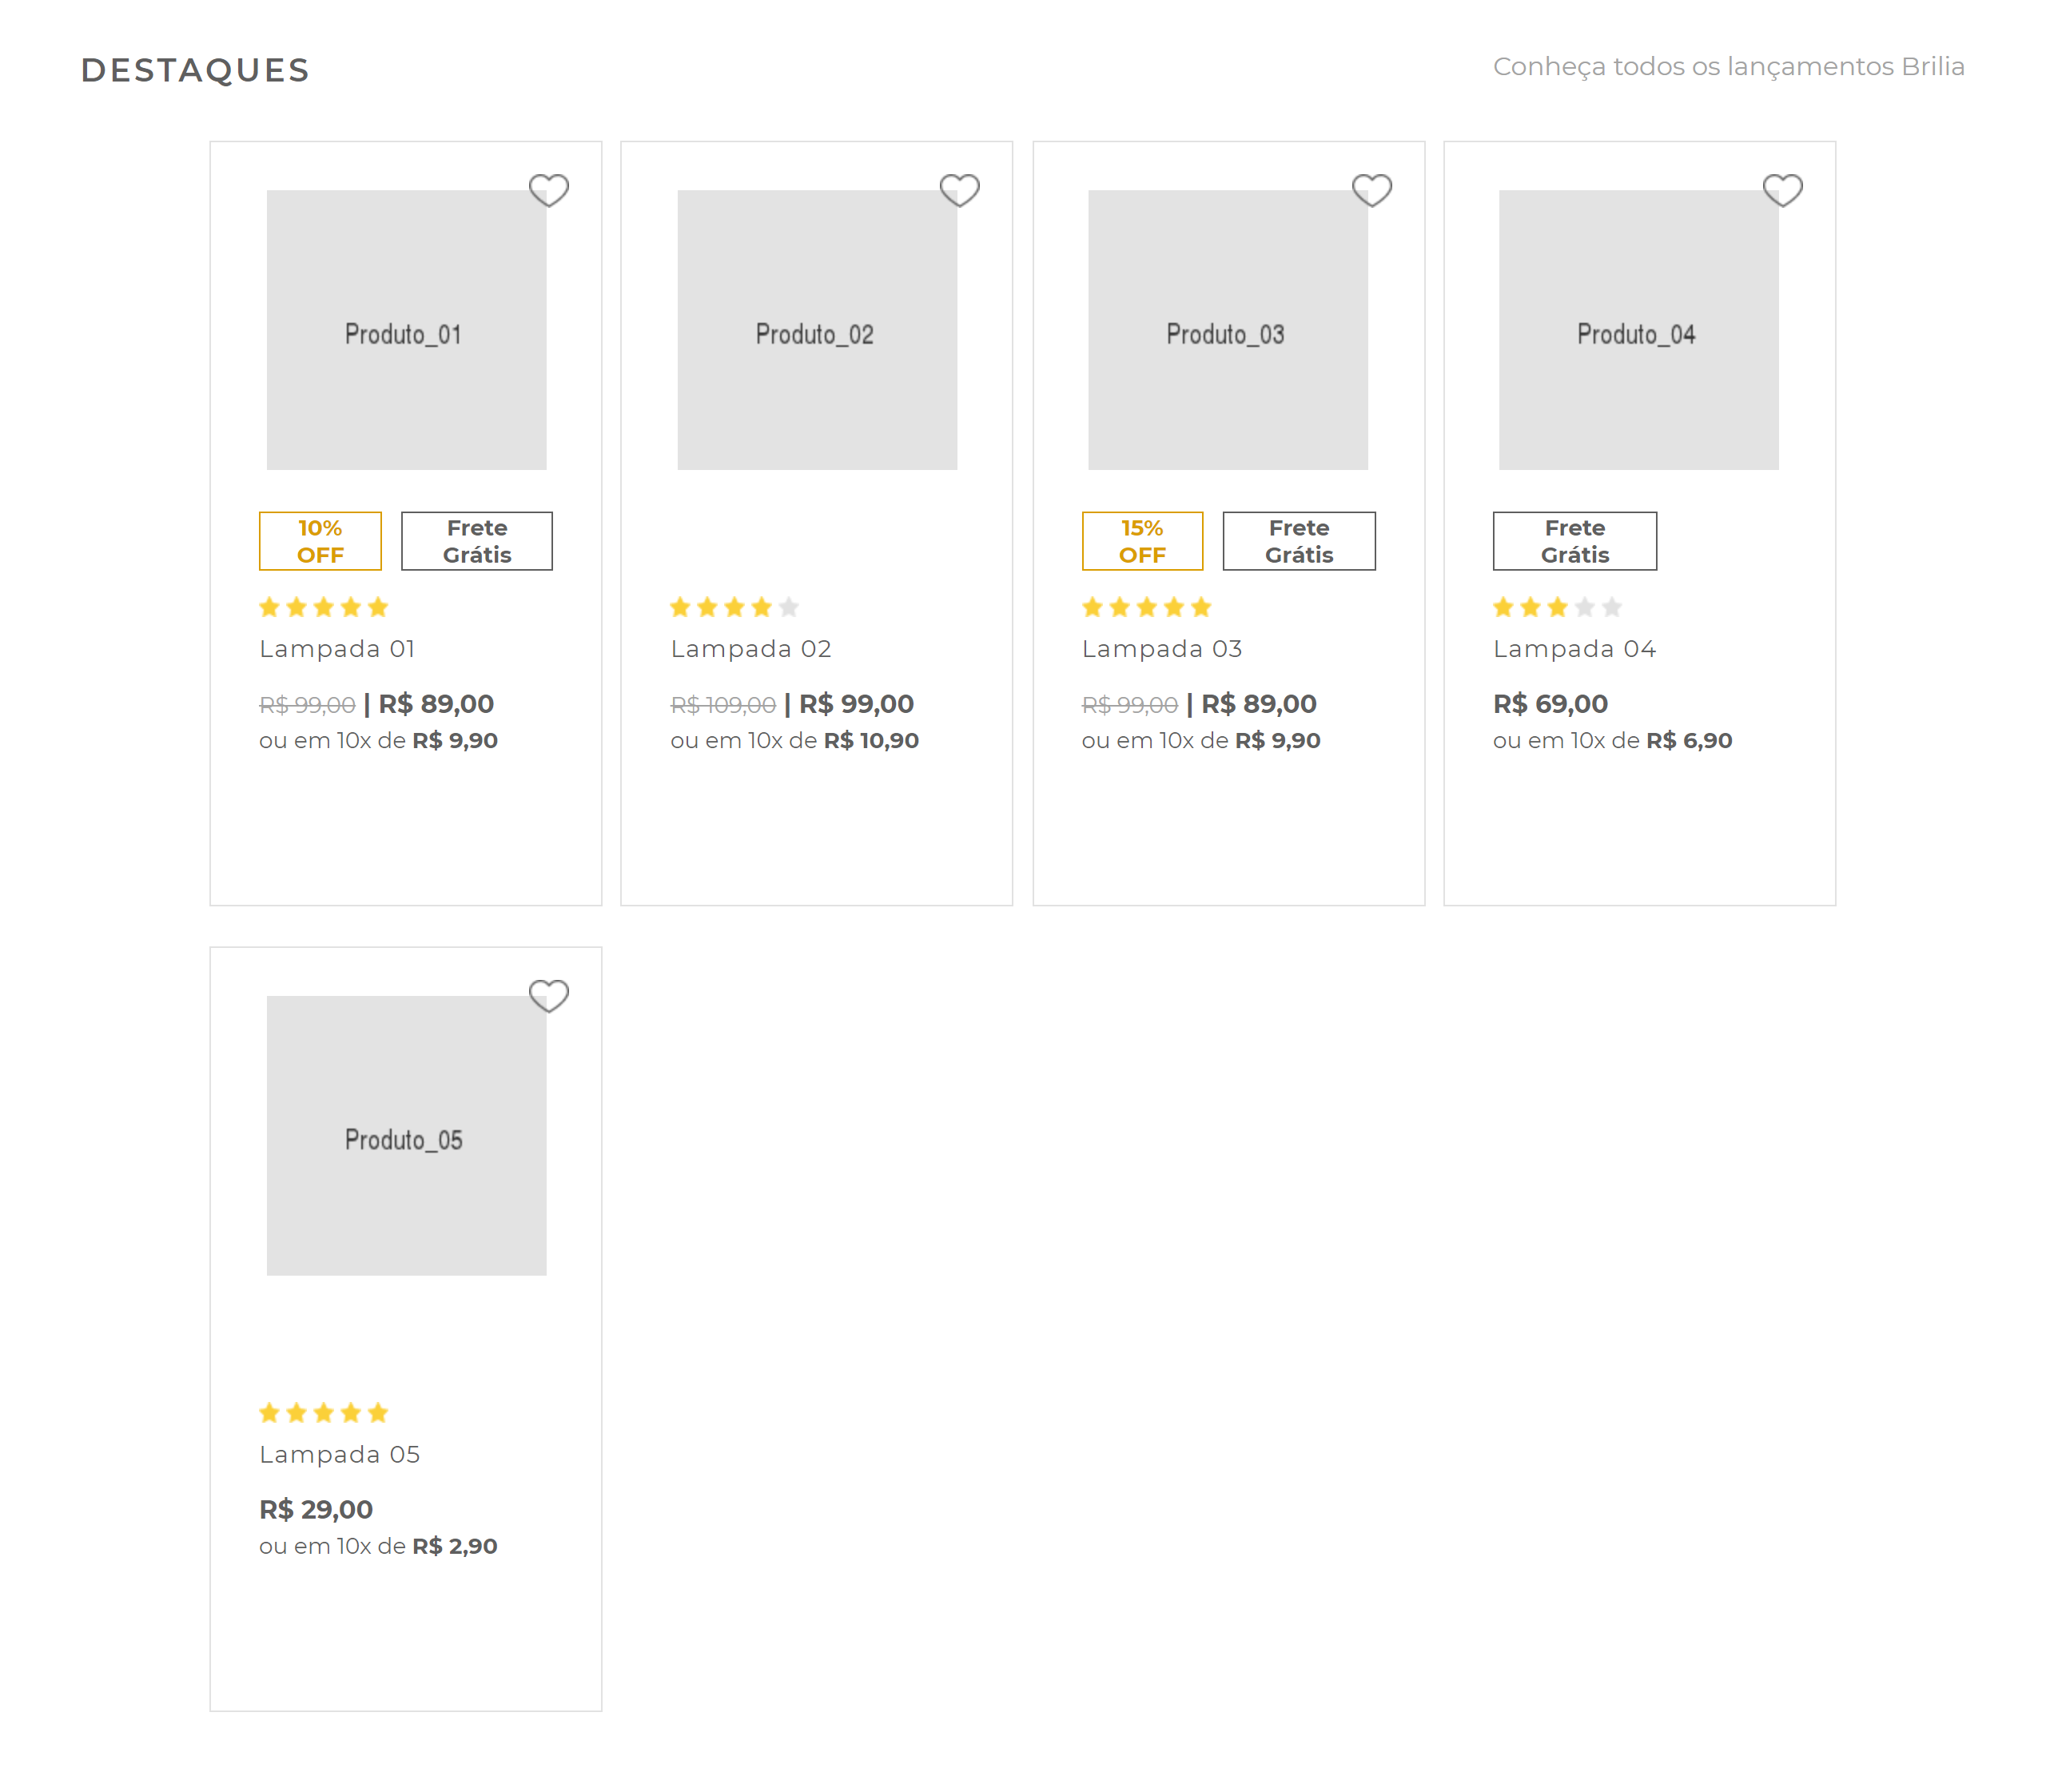 DESTAQUES
Conheça todos os lançamentos Brilia
Produto_01
10%
OFF
Frete
Grátis
Lampada 01
R$ 99,00 | R$ 89,00
ou em 10x de R$ 9,90
Produto_02
Lampada 02
R$ 109,00 | R$ 99,00
ou em 10x de R$ 10,90
Produto_03
15%
OFF
Frete
Grátis
Lampada 03
R$ 99,00 | R$ 89,00
ou em 10x de R$ 9,90
Produto_04
Frete
Grátis
Lampada 04
R$ 69,00
ou em 10x de R$ 6,90
Produto_05
Lampada 05
R$ 29,00
ou em 10x de R$ 2,90